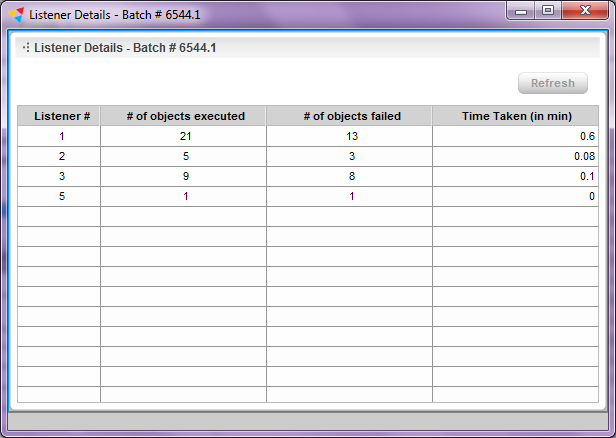 Listener Details - Batch # 6544.1
Listener Details - Batch # 6544.1
Refresh
Listener # # of objects executed # of objects failed Time Taken (in min)
1 21 13 0.6
2 5 3 0.08
3 9 8 0.1
5 1 1 0